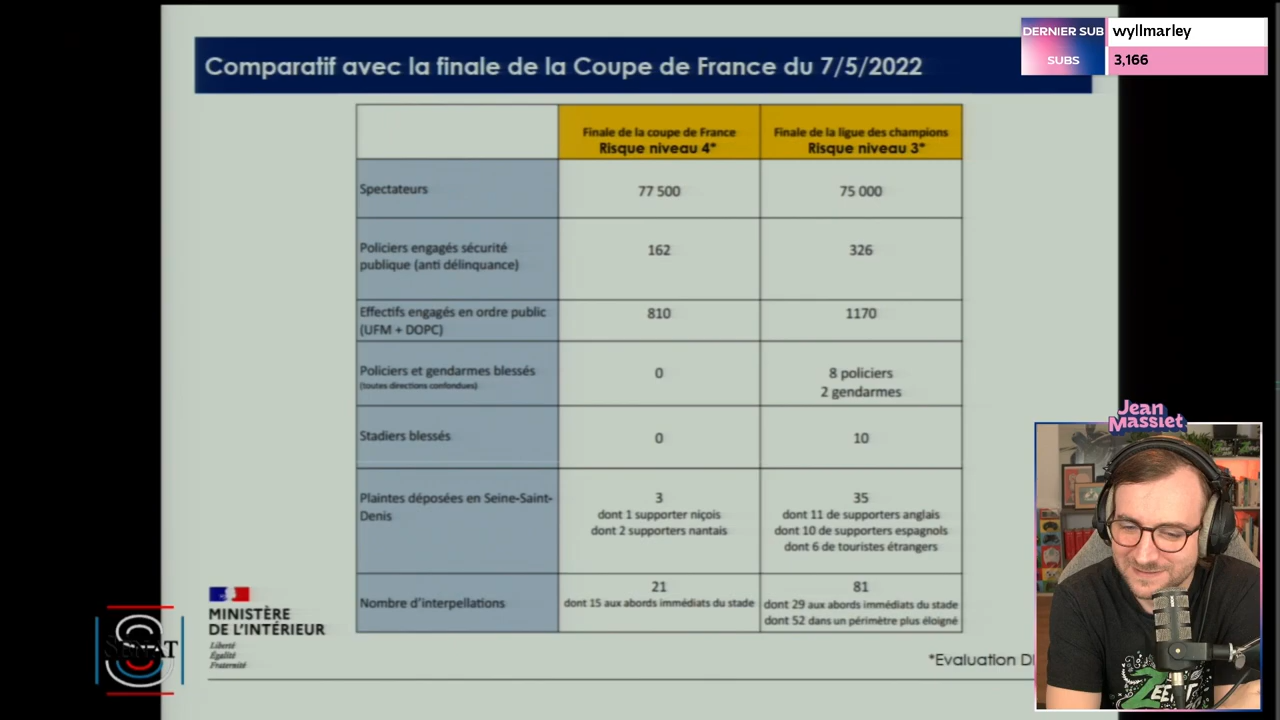 DERNIER SUB
wyllmarley
SUBS
3,166
Comparatif avec la finale de la Coupe de France du 7/5/2022
Finale de la coupe de France
Risque niveau 4*
Finale de la ligue des champions
Risque niveau 3*
Spectateurs
77 500
75 000
Policiers engagés sécurité
publique (anti délinquance)
162
326
Effectifs engagés en ordre public
(UFM + DOPC)
810
1170
Policiers et gendarmes blessés
(toutes directions confondues)
0
8 policiers
2 gendarmes
Stadiers blessés
0
10
Plaintes déposées en Seine-Saint-
Denis
3
dont 1 supporter niçois
dont 2 supporters nantais
35
dont 11 de supporters anglais
dont 10 de supporters espagnols
dont 6 de touristes étrangers
Nombre d'interpellations
21
dont 15 aux abords immédiats du stade
81
dont 29 aux abords immédiats du stade
dont 52 dans un périmètre plus éloigné
MINISTÈRE
DE L'INTÉRIEUR
Liberté
Égalité
Fraternité
SÉNAT
*Evaluation
Jean
Massiet